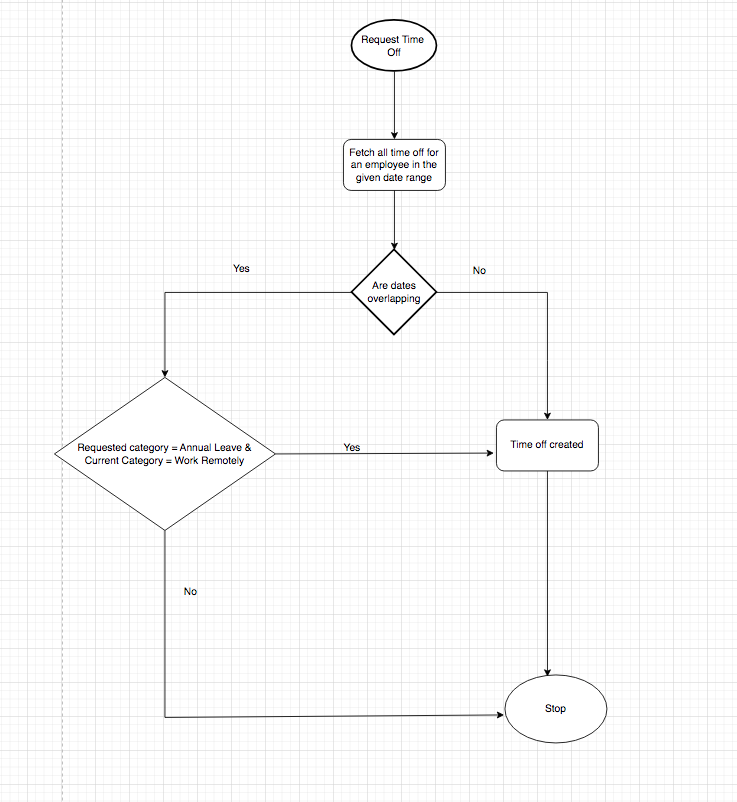 Request Time
Off
Fetch all time off for
an employee in the
given date range
Yes
No
Are dates
overlapping
Requested category = Annual Leave &
Current Category = Work Remotely
Yes
Time off created
No
Stop